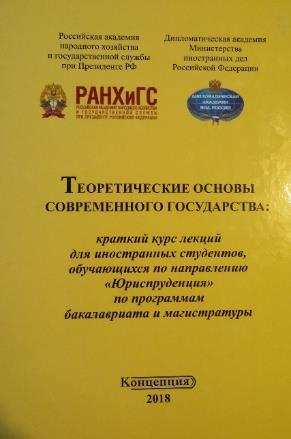 Российская академия
народного хозяйства
и государственной службы
при Президенте РФ
Дипломатическая академия
Министерства
иностранных дел
Российской Федерации
РАНХиГС
РОССИЙСКАЯ АКАДЕМИЯ НАРОДНОГО ХОЗЯЙСТВА
И ГОСУДАРСТВЕННОЙ СЛУЖБЫ
ПРИ ПРЕЗИДЕНТЕ РОССИЙСКОЙ ФЕДЕРАЦИИ
ДИПЛОМАТИЧЕСКАЯ
АКАДЕМИЯ
МИД РОССИИ
ТЕОРЕТИЧЕСКИЕ ОСНОВЫ
СОВРЕМЕННОГО ГОСУДАРСТВА:
краткий курс лекций
для иностранных студентов,
обучающихся по направлению
«Юриспруденция»
по программам
бакалавриата и магистратуры
Концепция
2018